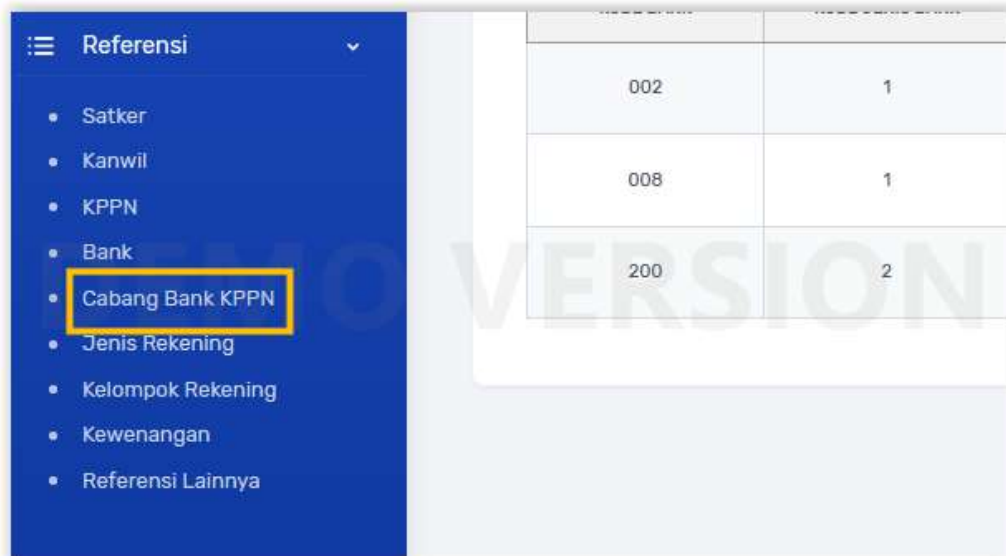 Referensi
Satker
Kanwil
KPPN
Bank
Cabang Bank KPPN
Jenis Rekening
Kelompok Rekening
Kewenangan
Referensi Lainnya
002 1
008 1
200 2
DEMO VERSION